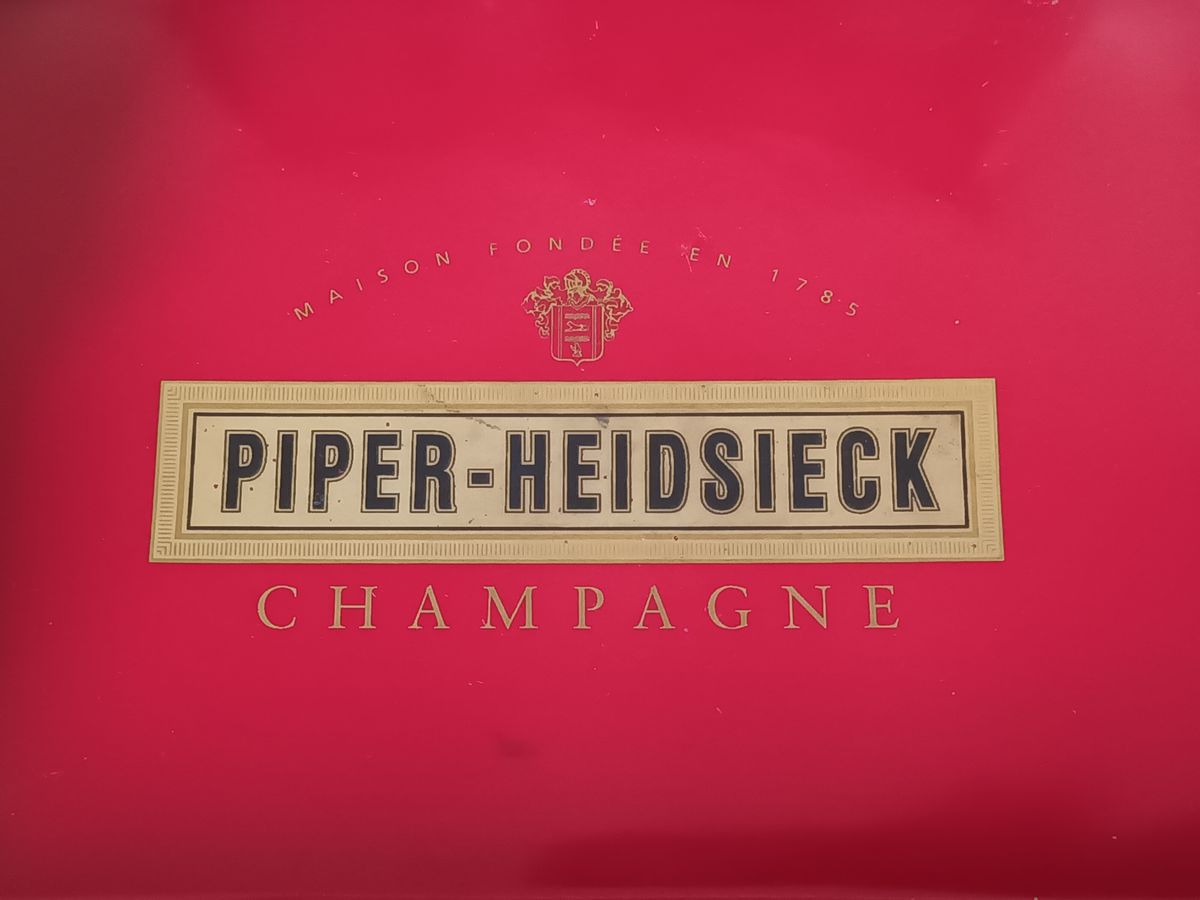 MAISON FONDÉE EN 1785
PIPER-HEIDSIECK
CHAMPAGNE